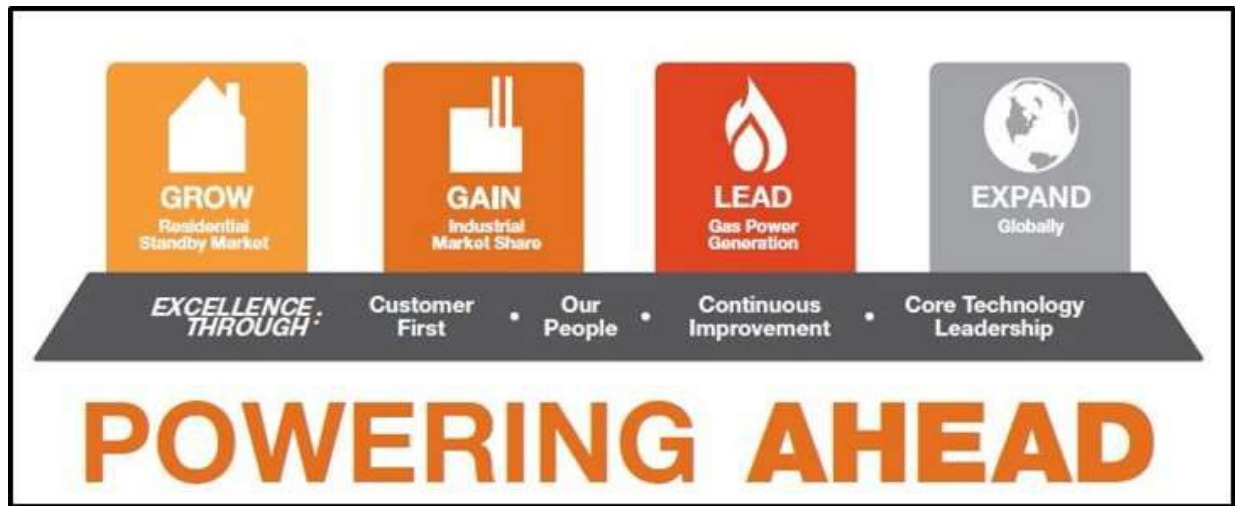 GROW
Residential
Standby Market
GAIN
Industrial
Market Share
LEAD
Gas Power
Generation
EXPAND
Globally
EXCELLENCE
THROUGH:
Customer
First
•
Our
People
•
Continuous
Improvement
•
Core Technology
Leadership
POWERING AHEAD